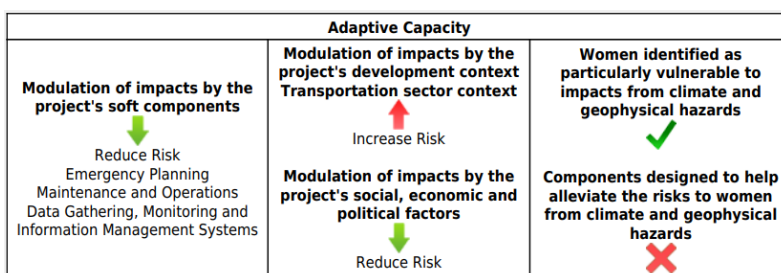 Adaptive Capacity
Modulation of impacts by the
project's soft components
Reduce Risk
Emergency Planning
Maintenance and Operations
Data Gathering, Monitoring and
Information Management Systems
Modulation of impacts by the
project's development context
Transportation sector context
Increase Risk
Modulation of impacts by the
project's social, economic and
political factors
Reduce Risk
Women identified as
particularly vulnerable to
impacts from climate and
geophysical hazards
Components designed to help
alleviate the risks to women
from climate and geophysical
hazards